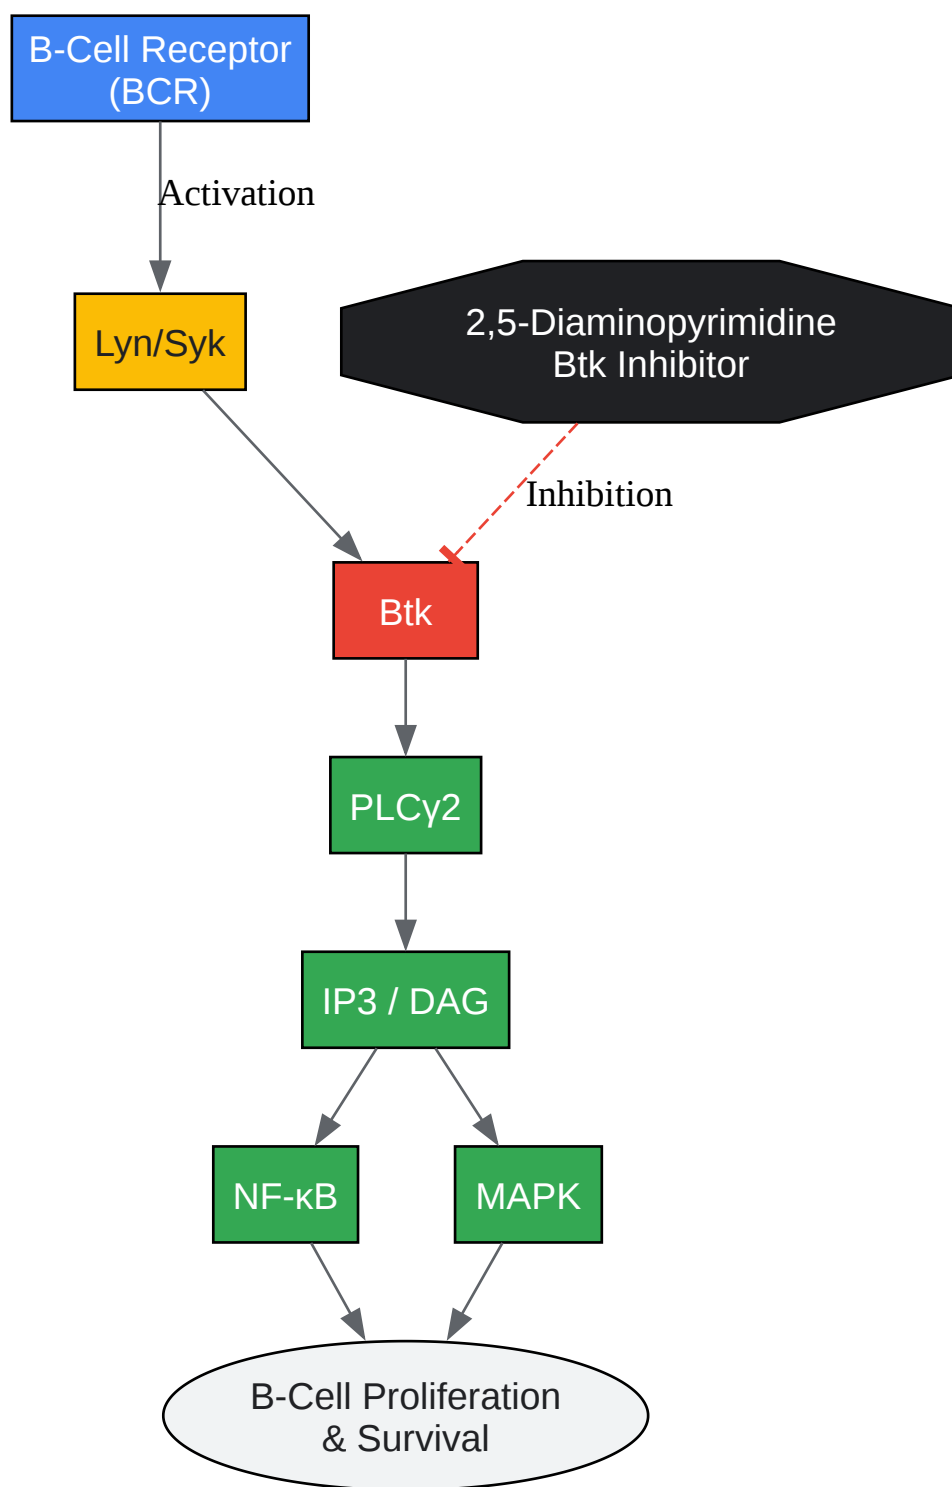 B-Cell Receptor
(BCR)
Activation
Lyn/Syk
2,5-Diaminopyrimidine
Btk Inhibitor
Inhibition
Btk
PLCγ2
IP3 / DAG
NF-κB
MAPK
B-Cell Proliferation
& Survival